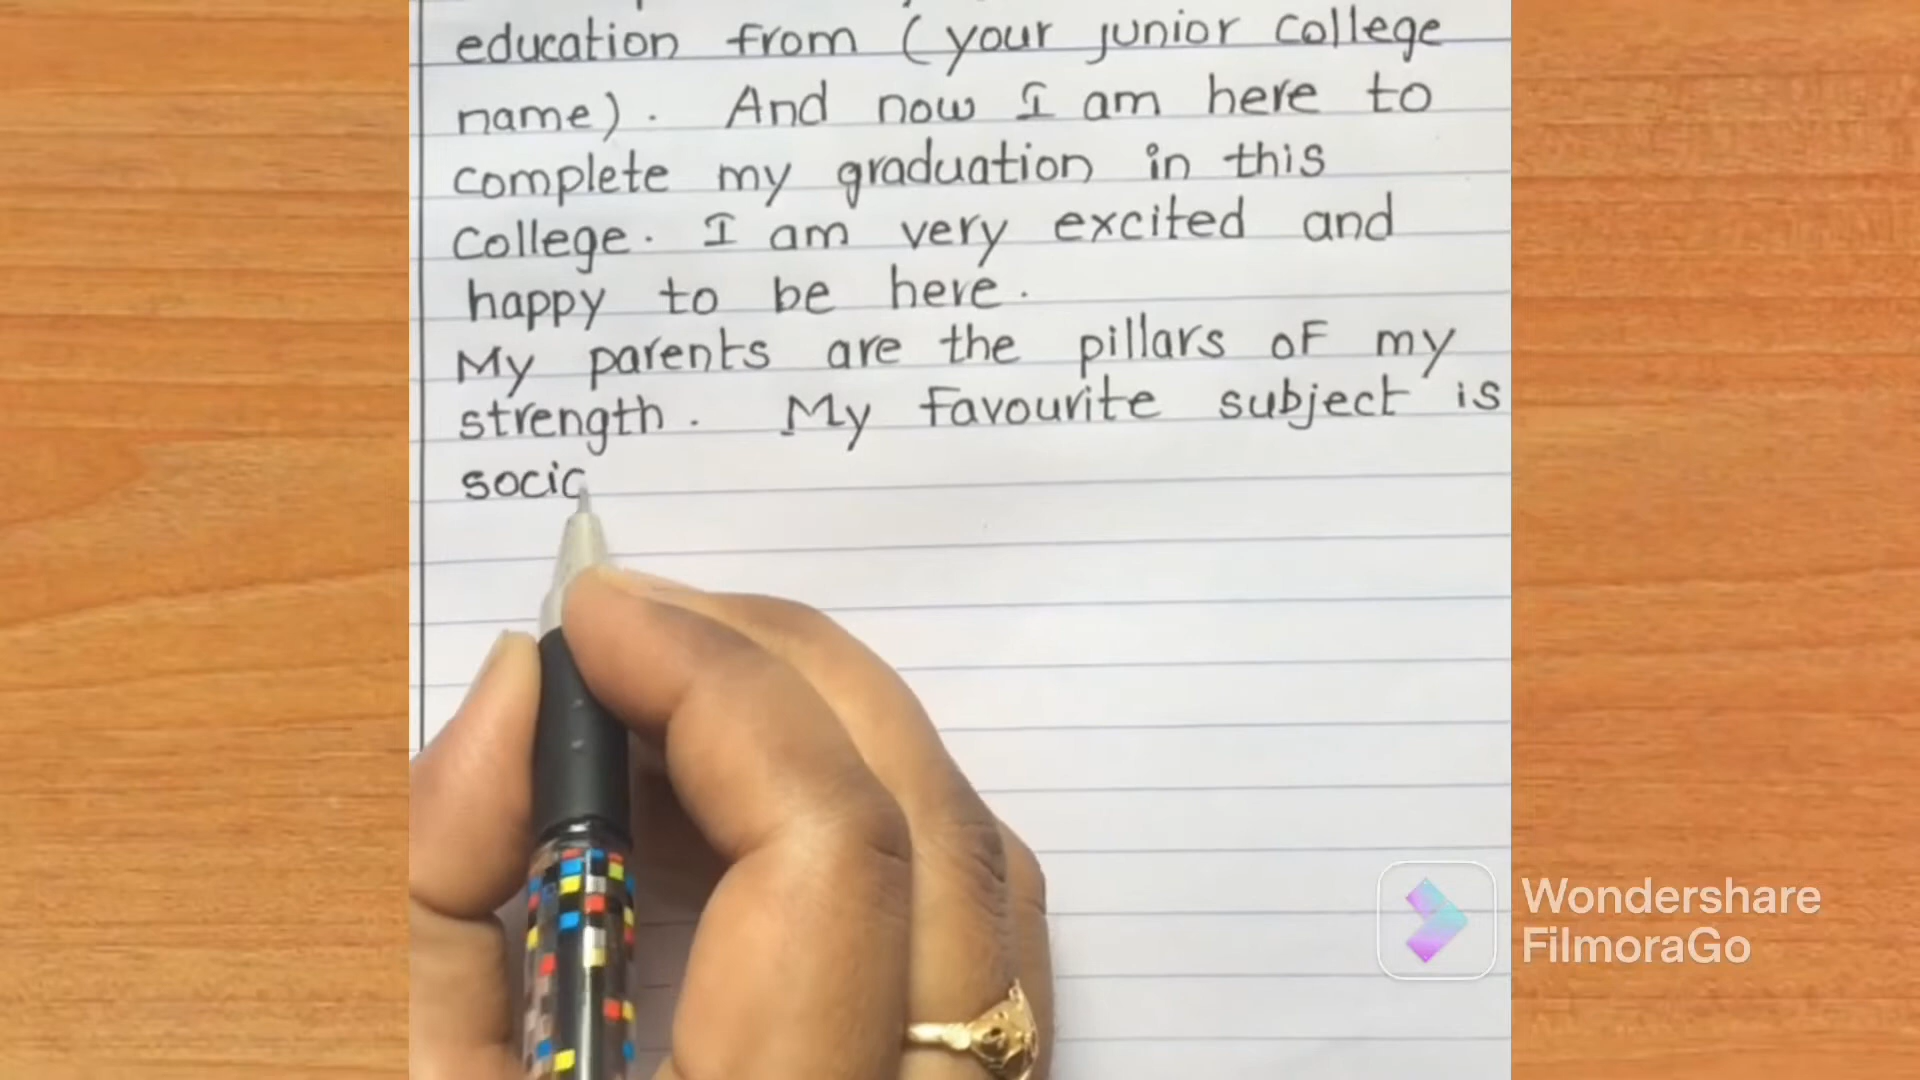 education from (your junior college
name). And now I am here to
complete my graduation in this
college. I am very excited and
happy to be here.
My parents are the pillars of my
strength. My favourite subject is
socic
Wondershare
FilmoraGo